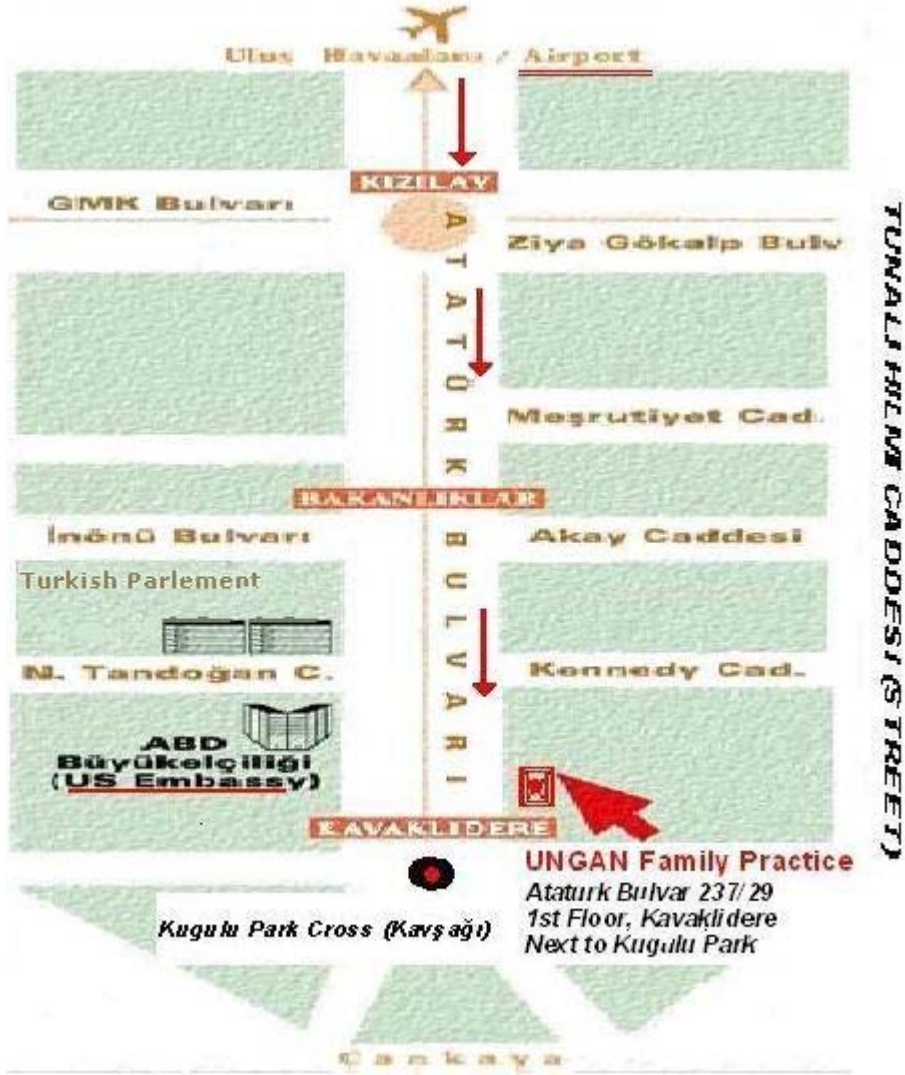 Ulus Havaalanı / Airport
KIZILAY
GMK Bulvarı
Ziya Gökalp Bulv
ATATÜRK BULVARI
Meşrutiyet Cad.
BAKANLIKLAR
İnönü Bulvarı
Akay Caddesi
Turkish Parlement
N. Tandoğan C.
Kennedy Cad.
ABD
Büyükelçiliği
(US Embassy)
KAVAKLIDERE
UNGAN Family Practice
Ataturk Bulvar 237/29
1st Floor, Kavaklidere
Next to Kugulu Park
Kugulu Park Cross (Kavşağı)
Çankaya
TUNALI HILMI CADDESI (STREET)